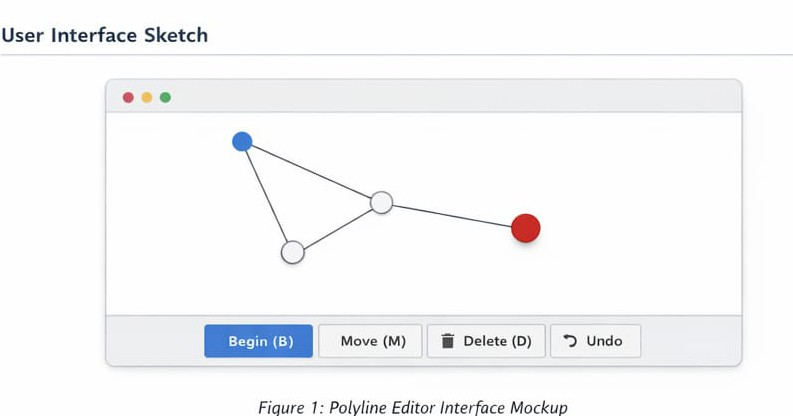 User Interface Sketch
Begin (B)
Move (M)
Delete (D)
Undo
Figure 1: Polyline Editor Interface Mockup